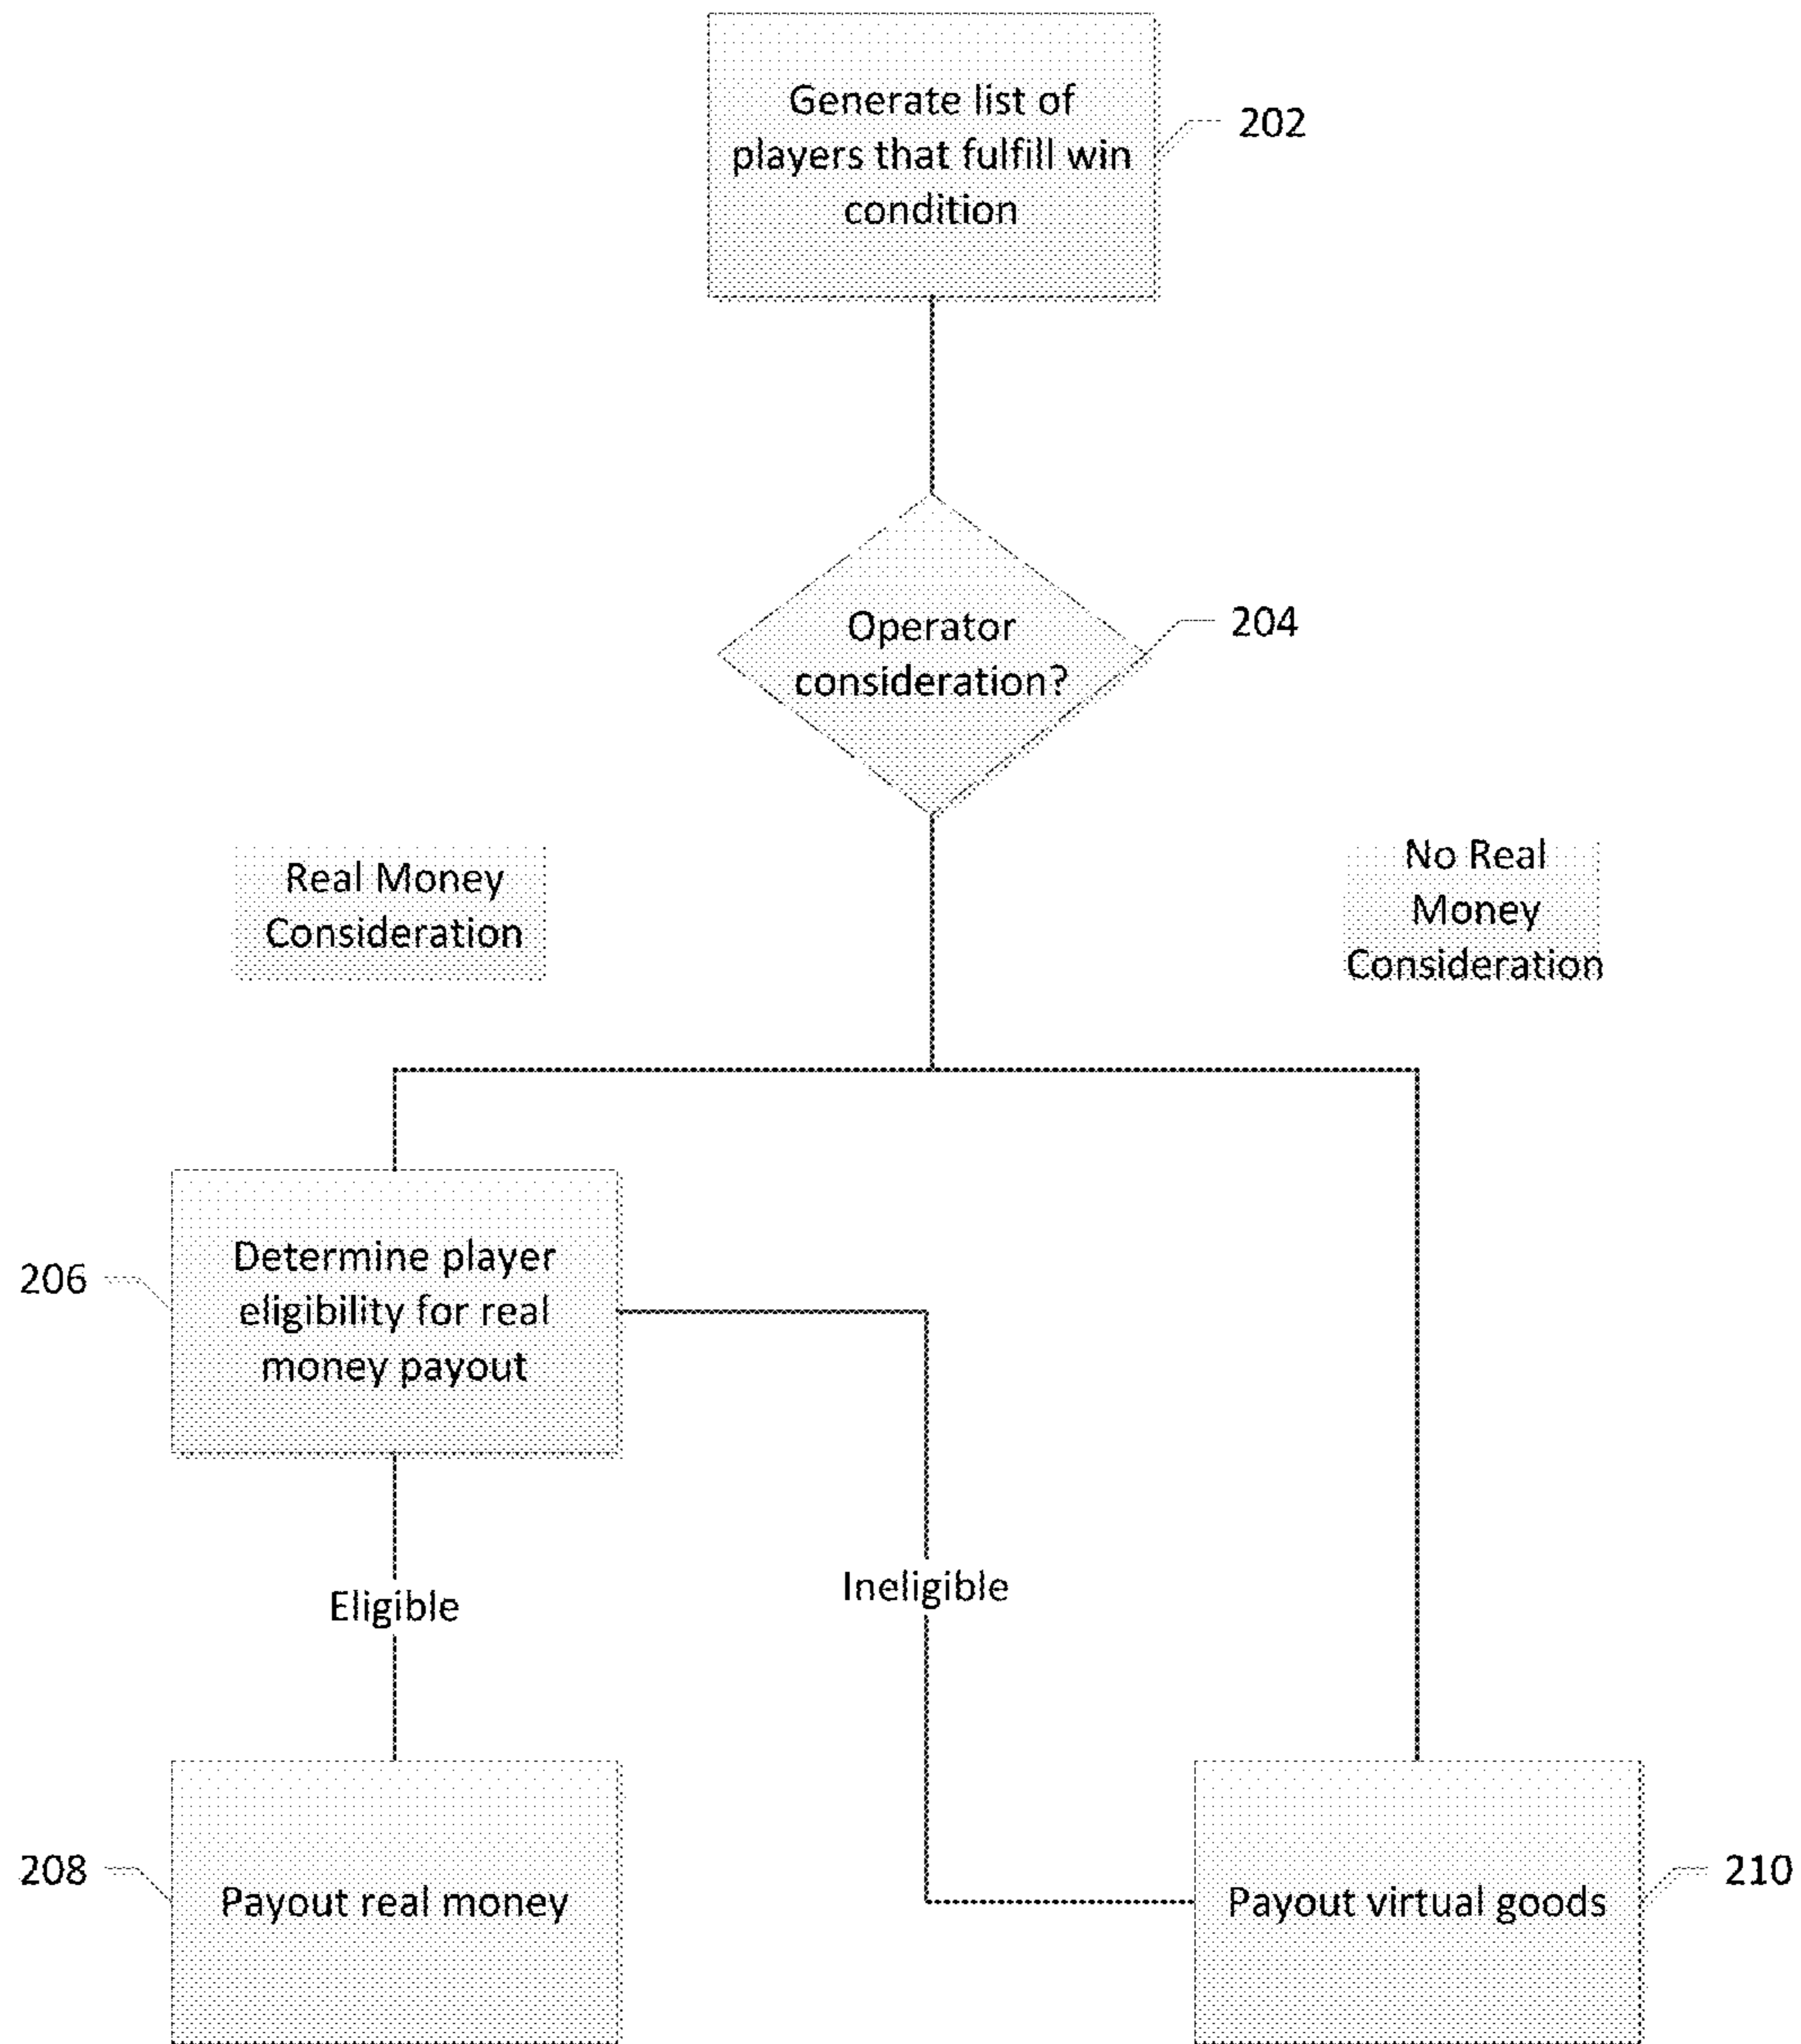 Generate list of
players that fulfill win
condition
202
Operator
consideration?
204
Real Money
Consideration
No Real
Money
Consideration
206
Determine player
eligibility for real
money payout
Eligible
Ineligible
208
Payout real money
Payout virtual goods
210